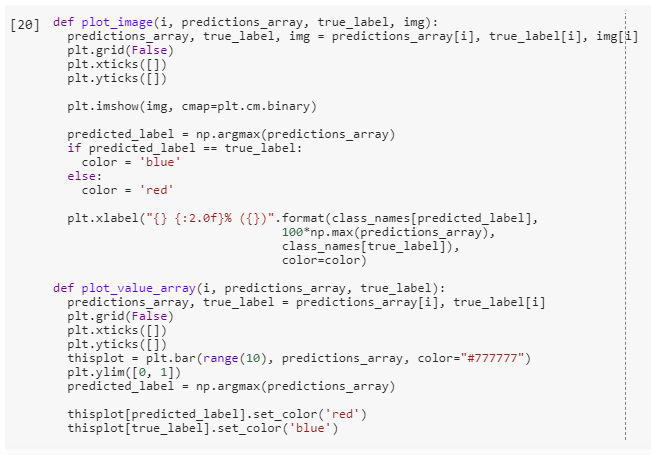 [20] def plot_image(i, predictions_array, true_label, img):
  predictions_array, true_label, img = predictions_array[i], true_label[i], img[i]
  plt.grid(False)
  plt.xticks([])
  plt.yticks([])

  plt.imshow(img, cmap=plt.cm.binary)

  predicted_label = np.argmax(predictions_array)
  if predicted_label == true_label:
    color = 'blue'
  else:
    color = 'red'

  plt.xlabel("{} {:2.0f}% ({})".format(class_names[predicted_label],
                                100*np.max(predictions_array),
                                class_names[true_label]),
                                color=color)

def plot_value_array(i, predictions_array, true_label):
  predictions_array, true_label = predictions_array[i], true_label[i]
  plt.grid(False)
  plt.xticks([])
  plt.yticks([])
  thisplot = plt.bar(range(10), predictions_array, color="#777777")
  plt.ylim([0, 1])
  predicted_label = np.argmax(predictions_array)

  thisplot[predicted_label].set_color('red')
  thisplot[true_label].set_color('blue')